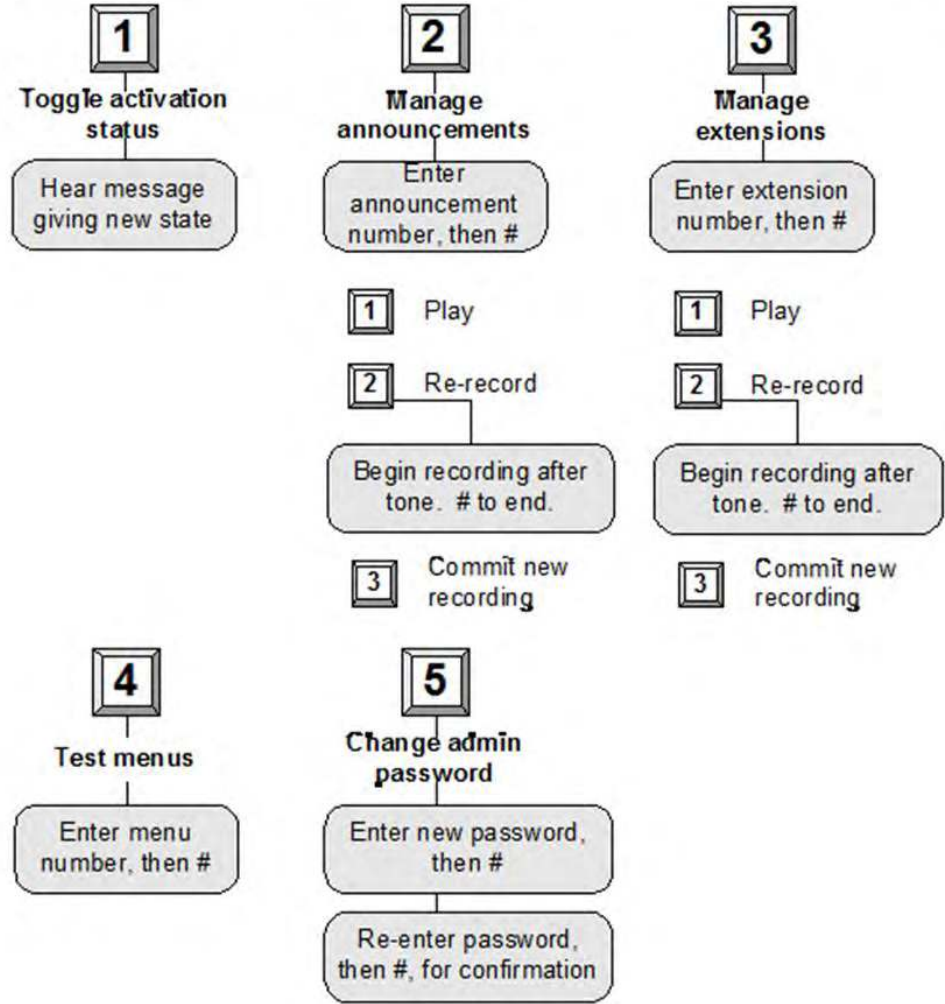 1
Toggle activation
status
Hear message
giving new state
2
Manage
announcements
Enter
announcement
number, then #
1 Play
2 Re-record
Begin recording after
tone. # to end.
3 Commit new
recording
3
Manage
extensions
Enter extension
number, then #
1 Play
2 Re-record
Begin recording after
tone. # to end.
3 Commit new
recording
4
Test menus
Enter menu
number, then #
5
Change admin
password
Enter new password,
then #
Re-enter password,
then #, for confirmation